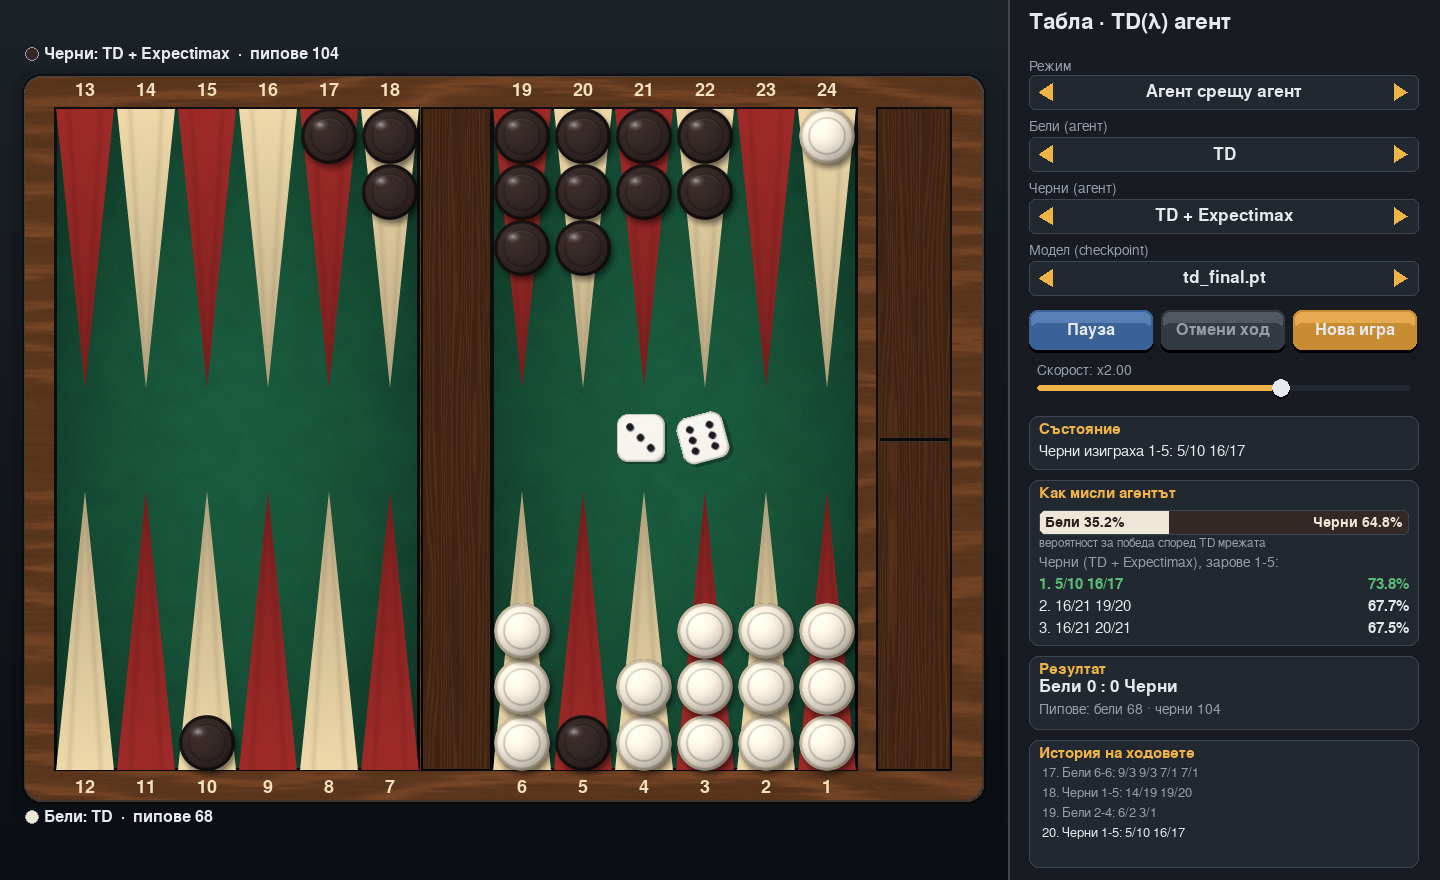 Черни: TD + Expectimax · пипове 104
13 14 15 16 17 18 19 20 21 22 23 24
12 11 10 9 8 7 6 5 4 3 2 1
Бели: TD · пипове 68
Табла · TD(λ) агент
Режим
Агент срещу агент
Бели (агент)
TD
Черни (агент)
TD + Expectimax
Модел (checkpoint)
td_final.pt
Пауза Отмени ход Нова игра
Скорост: x2.00
Състояние
Черни изиграха 1-5: 5/10 16/17
Как мисли агентът
Бели 35.2% Черни 64.8%
вероятност за победа според TD мрежата
Черни (TD + Expectimax), зарове 1-5:
1. 5/10 16/17 73.8%
2. 16/21 19/20 67.7%
3. 16/21 20/21 67.5%
Резултат
Бели 0 : 0 Черни
Пипове: бели 68 · черни 104
История на ходовете
17. Бели 6-6: 9/3 9/3 7/1 7/1
18. Черни 1-5: 14/19 19/20
19. Бели 2-4: 6/2 3/1
20. Черни 1-5: 5/10 16/17